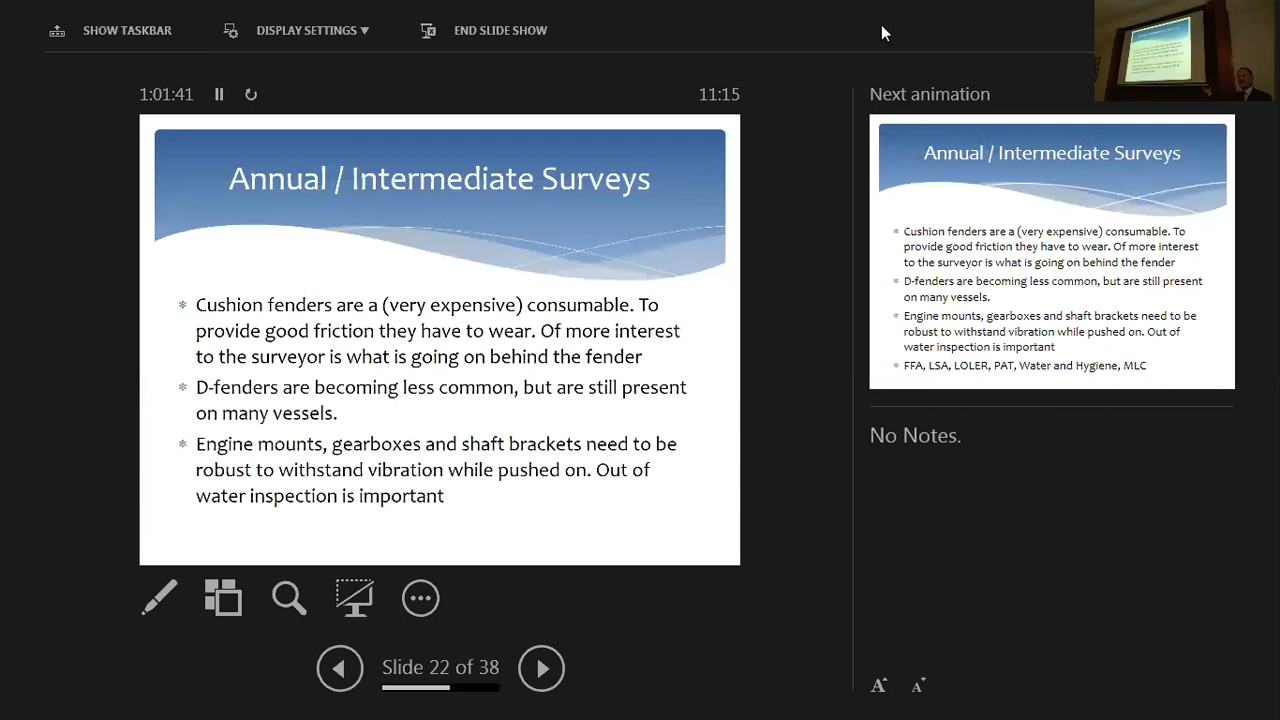 SHOW TASKBAR
DISPLAY SETTINGS
END SLIDE SHOW
1:01:41
11:15
Next animation
Annual / Intermediate Surveys
Cushion fenders are a (very expensive) consumable. To
provide good friction they have to wear. Of more interest
to the surveyor is what is going on behind the fender
D-fenders are becoming less common, but are still present
on many vessels.
Engine mounts, gearboxes and shaft brackets need to be
robust to withstand vibration while pushed on. Out of
water inspection is important
Annual / Intermediate Surveys
Cushion fenders are a (very expensive) consumable. To
provide good friction they have to wear. Of more interest
to the surveyor is what is going on behind the fender
D-fenders are becoming less common, but are still present
on many vessels.
Engine mounts, gearboxes and shaft brackets need to be
robust to withstand vibration while pushed on. Out of
water inspection is important
FFA, LSA, LOLER, PAT, Water and Hygiene, MLC
No Notes.
Slide 22 of 38
A A